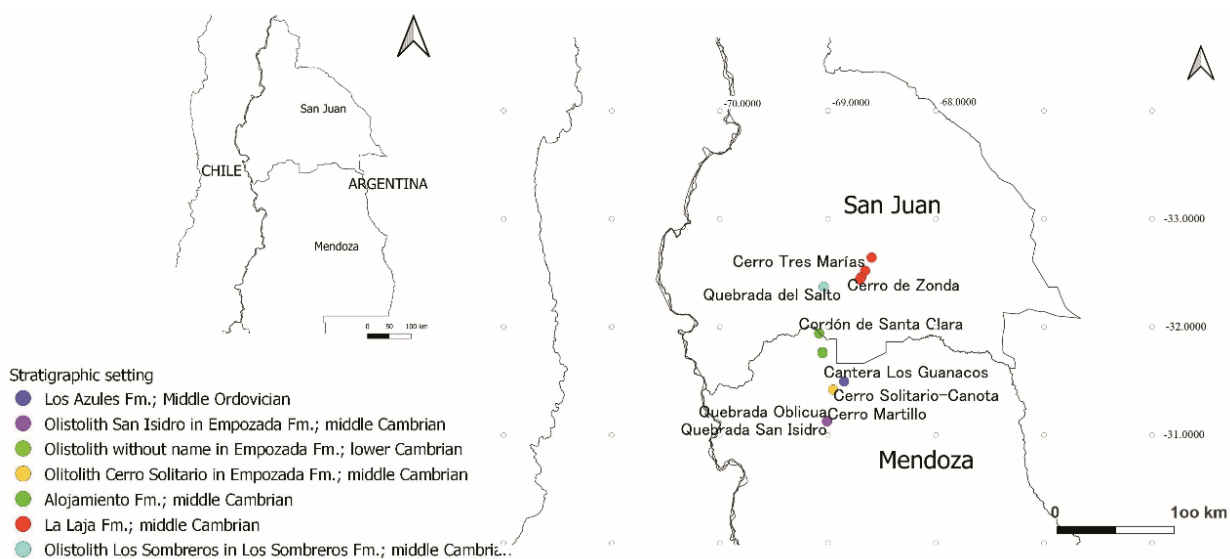 San Juan
CHILE
ARGENTINA
Mendoza
0 50 100 km
-70.0000
-69.0000
-68.0000
San Juan
-33.0000
Cerro Tres Marías
Cerro de Zonda
Quebrada del Salto
Cordón de Santa Clara
-32.0000
Cantera Los Guanacos
Cerro Solitario-Canota
Quebrada Oblicua
Cerro Martillo
Quebrada San Isidro
-31.0000
Mendoza
0 100 km
Stratigraphic setting
Los Azules Fm.; Middle Ordovician
Olistolith San Isidro in Empozada Fm.; middle Cambrian
Olistolith without name in Empozada Fm.; lower Cambrian
Olitolith Cerro Solitario in Empozada Fm.; middle Cambrian
Alojamiento Fm.; middle Cambrian
La Laja Fm.; middle Cambrian
Olistolith Los Sombreros in Los Sombreros Fm.; middle Cambria...